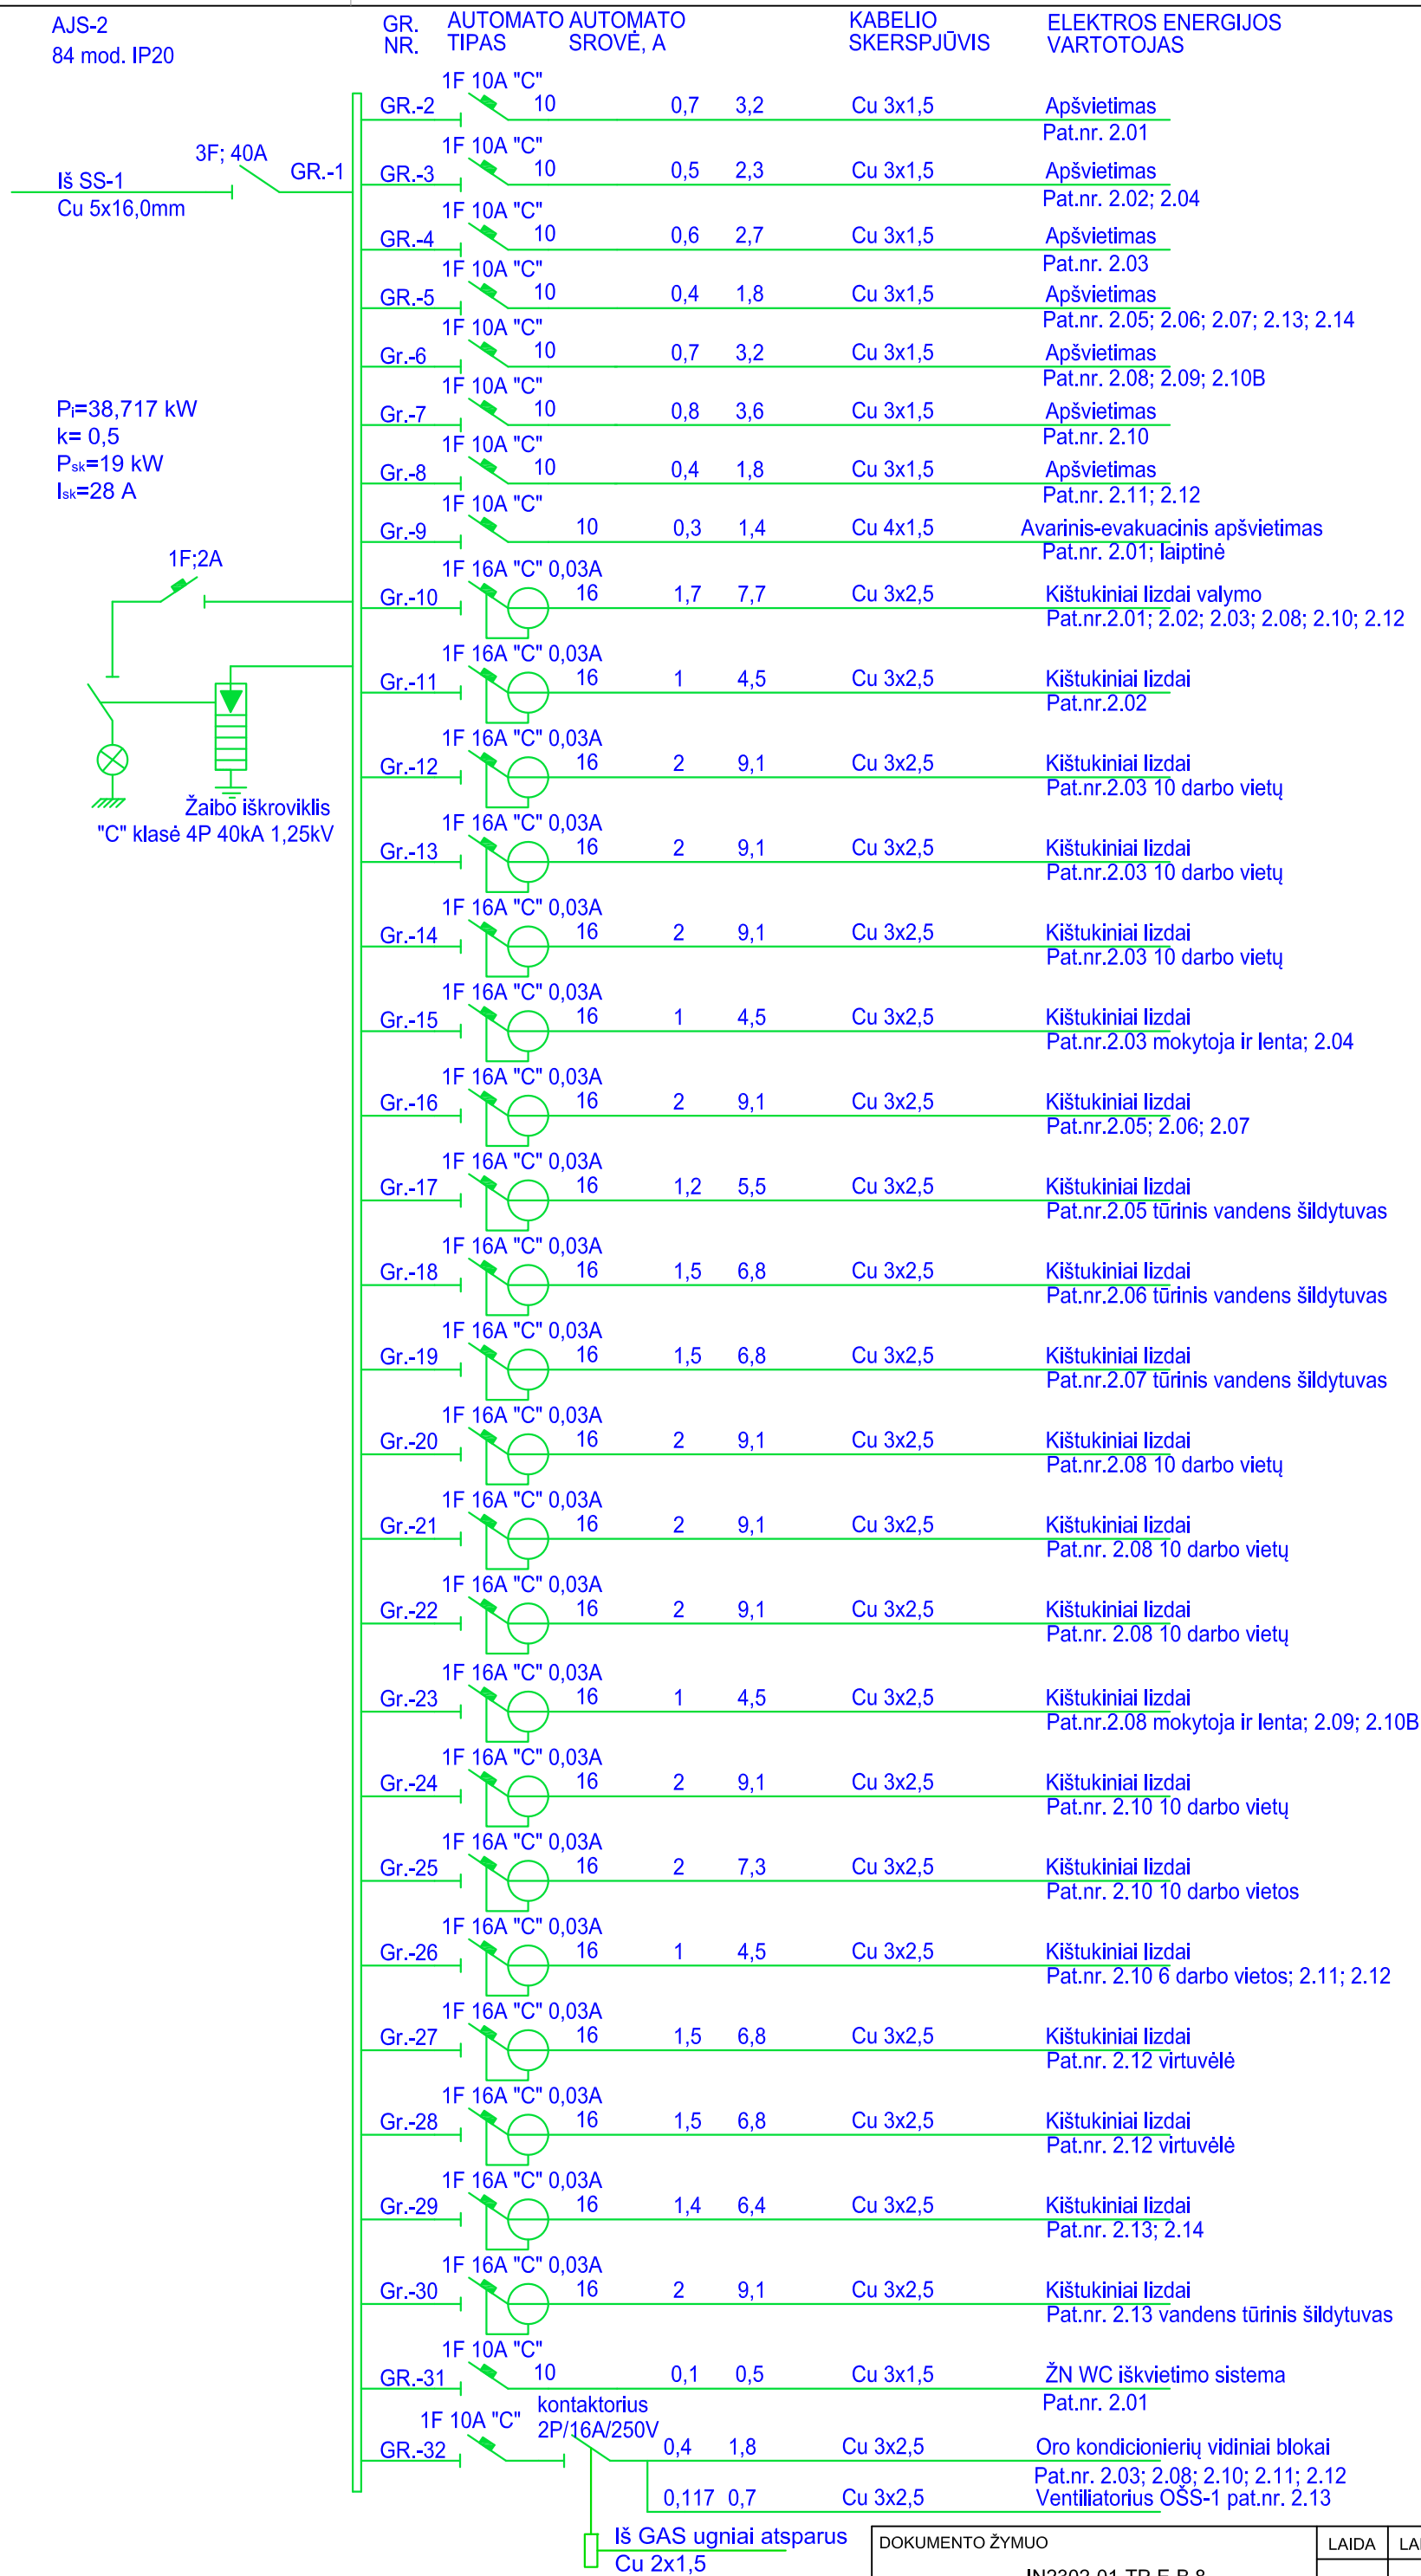 AJS-2
84 mod. IP20
GR. NR.
AUTOMATO TIPAS
AUTOMATO SROVĖ, A
KABELIO SKERSPJŪVIS
ELEKTROS ENERGIJOS VARTOTOJAS
3F; 40A
GR.-1
Iš SS-1
Cu 5x16,0mm
Pi=38,717 kW
k= 0,5
Psk=19 kW
Isk=28 A
1F;2A
Žaibo iškroviklis
"C" klasė 4P 40kA 1,25kV
1F 10A "C"
GR.-2 10 0,7 3,2 Cu 3x1,5 Apšvietimas
Pat.nr. 2.01
1F 10A "C"
GR.-3 10 0,5 2,3 Cu 3x1,5 Apšvietimas
Pat.nr. 2.02; 2.04
1F 10A "C"
GR.-4 10 0,6 2,7 Cu 3x1,5 Apšvietimas
Pat.nr. 2.03
1F 10A "C"
GR.-5 10 0,4 1,8 Cu 3x1,5 Apšvietimas
Pat.nr. 2.05; 2.06; 2.07; 2.13; 2.14
1F 10A "C"
Gr.-6 10 0,7 3,2 Cu 3x1,5 Apšvietimas
Pat.nr. 2.08; 2.09; 2.10B
1F 10A "C"
Gr.-7 10 0,8 3,6 Cu 3x1,5 Apšvietimas
Pat.nr. 2.10
1F 10A "C"
Gr.-8 10 0,4 1,8 Cu 3x1,5 Apšvietimas
Pat.nr. 2.11; 2.12
1F 10A "C"
Gr.-9 10 0,3 1,4 Cu 4x1,5 Avarinis-evakuacinis apšvietimas
Pat.nr. 2.01; laiptinė
1F 16A "C" 0,03A
Gr.-10 16 1,7 7,7 Cu 3x2,5 Kištukiniai lizdai valymo
Pat.nr.2.01; 2.02; 2.03; 2.08; 2.10; 2.12
1F 16A "C" 0,03A
Gr.-11 16 1 4,5 Cu 3x2,5 Kištukiniai lizdai
Pat.nr.2.02
1F 16A "C" 0,03A
Gr.-12 16 2 9,1 Cu 3x2,5 Kištukiniai lizdai
Pat.nr.2.03 10 darbo vietų
1F 16A "C" 0,03A
Gr.-13 16 2 9,1 Cu 3x2,5 Kištukiniai lizdai
Pat.nr.2.03 10 darbo vietų
1F 16A "C" 0,03A
Gr.-14 16 2 9,1 Cu 3x2,5 Kištukiniai lizdai
Pat.nr.2.03 10 darbo vietų
1F 16A "C" 0,03A
Gr.-15 16 1 4,5 Cu 3x2,5 Kištukiniai lizdai
Pat.nr.2.03 mokytoja ir lenta; 2.04
1F 16A "C" 0,03A
Gr.-16 16 2 9,1 Cu 3x2,5 Kištukiniai lizdai
Pat.nr.2.05; 2.06; 2.07
1F 16A "C" 0,03A
Gr.-17 16 1,2 5,5 Cu 3x2,5 Kištukiniai lizdai
Pat.nr.2.05 tūrinis vandens šildytuvas
1F 16A "C" 0,03A
Gr.-18 16 1,5 6,8 Cu 3x2,5 Kištukiniai lizdai
Pat.nr.2.06 tūrinis vandens šildytuvas
1F 16A "C" 0,03A
Gr.-19 16 1,5 6,8 Cu 3x2,5 Kištukiniai lizdai
Pat.nr.2.07 tūrinis vandens šildytuvas
1F 16A "C" 0,03A
Gr.-20 16 2 9,1 Cu 3x2,5 Kištukiniai lizdai
Pat.nr.2.08 10 darbo vietų
1F 16A "C" 0,03A
Gr.-21 16 2 9,1 Cu 3x2,5 Kištukiniai lizdai
Pat.nr. 2.08 10 darbo vietų
1F 16A "C" 0,03A
Gr.-22 16 2 9,1 Cu 3x2,5 Kištukiniai lizdai
Pat.nr. 2.08 10 darbo vietų
1F 16A "C" 0,03A
Gr.-23 16 1 4,5 Cu 3x2,5 Kištukiniai lizdai
Pat.nr.2.08 mokytoja ir lenta; 2.09; 2.10B
1F 16A "C" 0,03A
Gr.-24 16 2 9,1 Cu 3x2,5 Kištukiniai lizdai
Pat.nr. 2.10 10 darbo vietų
1F 16A "C" 0,03A
Gr.-25 16 2 7,3 Cu 3x2,5 Kištukiniai lizdai
Pat.nr. 2.10 10 darbo vietos
1F 16A "C" 0,03A
Gr.-26 16 1 4,5 Cu 3x2,5 Kištukiniai lizdai
Pat.nr. 2.10 6 darbo vietos; 2.11; 2.12
1F 16A "C" 0,03A
Gr.-27 16 1,5 6,8 Cu 3x2,5 Kištukiniai lizdai
Pat.nr. 2.12 virtuvėlė
1F 16A "C" 0,03A
Gr.-28 16 1,5 6,8 Cu 3x2,5 Kištukiniai lizdai
Pat.nr. 2.12 virtuvėlė
1F 16A "C" 0,03A
Gr.-29 16 1,4 6,4 Cu 3x2,5 Kištukiniai lizdai
Pat.nr. 2.13; 2.14
1F 16A "C" 0,03A
Gr.-30 16 2 9,1 Cu 3x2,5 Kištukiniai lizdai
Pat.nr. 2.13 vandens tūrinis šildytuvas
1F 10A "C"
GR.-31 10 0,1 0,5 Cu 3x1,5 ŽN WC iškvietimo sistema
Pat.nr. 2.01
1F 10A "C"
kontaktorius
2P/16A/250V
GR.-32 0,4 1,8 Cu 3x2,5 Oro kondicionierių vidiniai blokai
Pat.nr. 2.03; 2.08; 2.10; 2.11; 2.12
0,117 0,7 Cu 3x2,5 Ventiliatorius OŠS-1 pat.nr. 2.13
Iš GAS ugniai atsparus
Cu 2x1,5
DOKUMENTO ŽYMUO
LAIDA